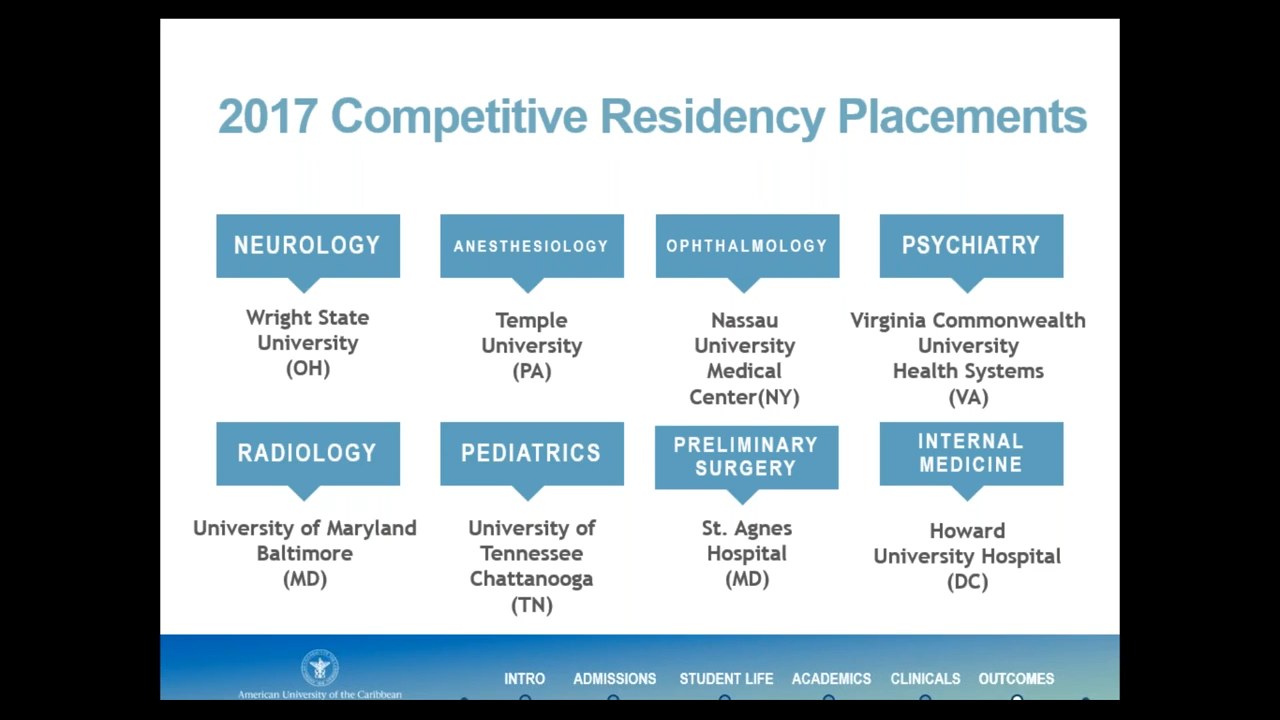 2017 Competitive Residency Placements
NEUROLOGY
Wright State
University
(OH)
ANESTHESIOLOGY
Temple
University
(PA)
OPHTHALMOLOGY
Nassau
University
Medical
Center(NY)
PSYCHIATRY
Virginia Commonwealth
University
Health Systems
(VA)
RADIOLOGY
University of Maryland
Baltimore
(MD)
PEDIATRICS
University of
Tennessee
Chattanooga
(TN)
PRELIMINARY
SURGERY
St. Agnes
Hospital
(MD)
INTERNAL
MEDICINE
Howard
University Hospital
(DC)
American University of the Caribbean
INTRO ADMISSIONS STUDENT LIFE ACADEMICS CLINICALS OUTCOMES